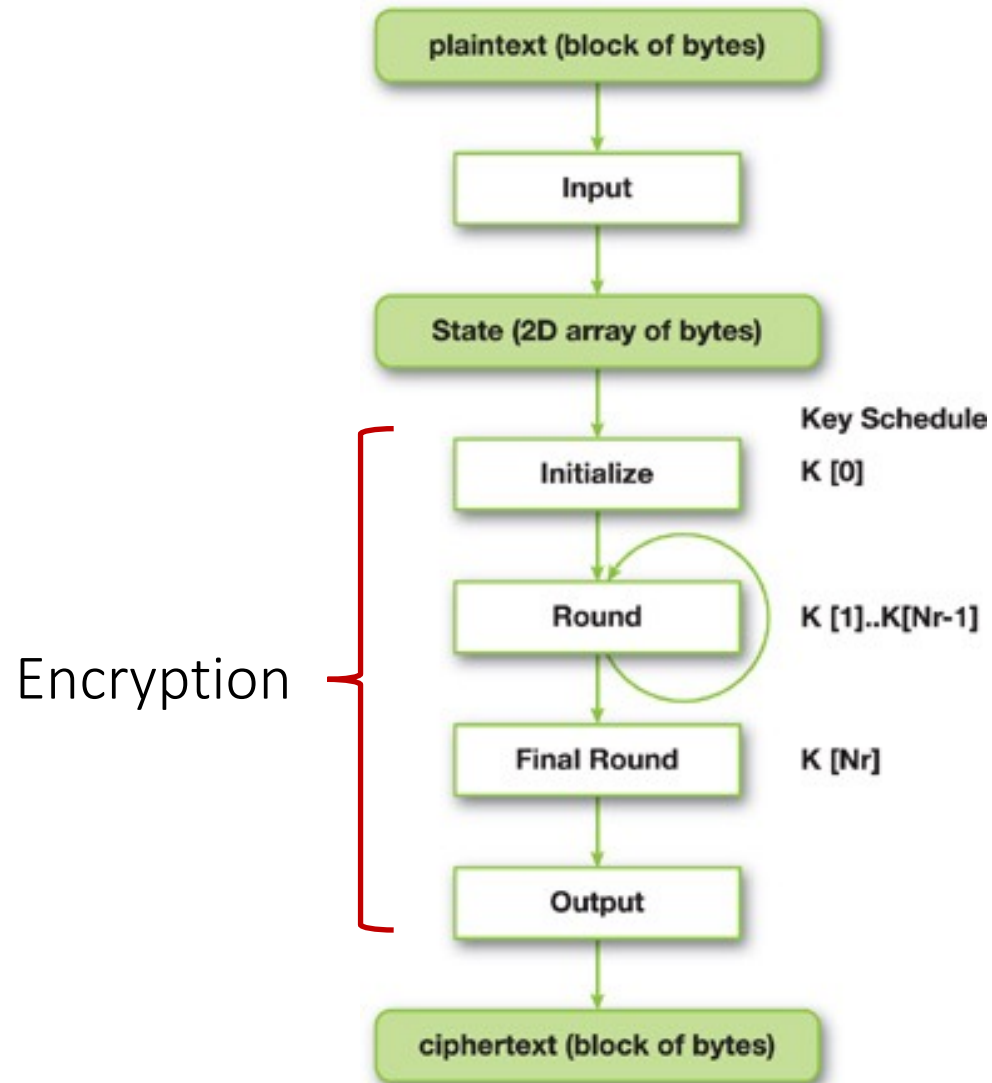 plaintext (block of bytes)
Input
State (2D array of bytes)
Key Schedule
Initialize
K [0]
Round
K [1]..K[Nr-1]
Encryption
Final Round
K [Nr]
Output
ciphertext (block of bytes)